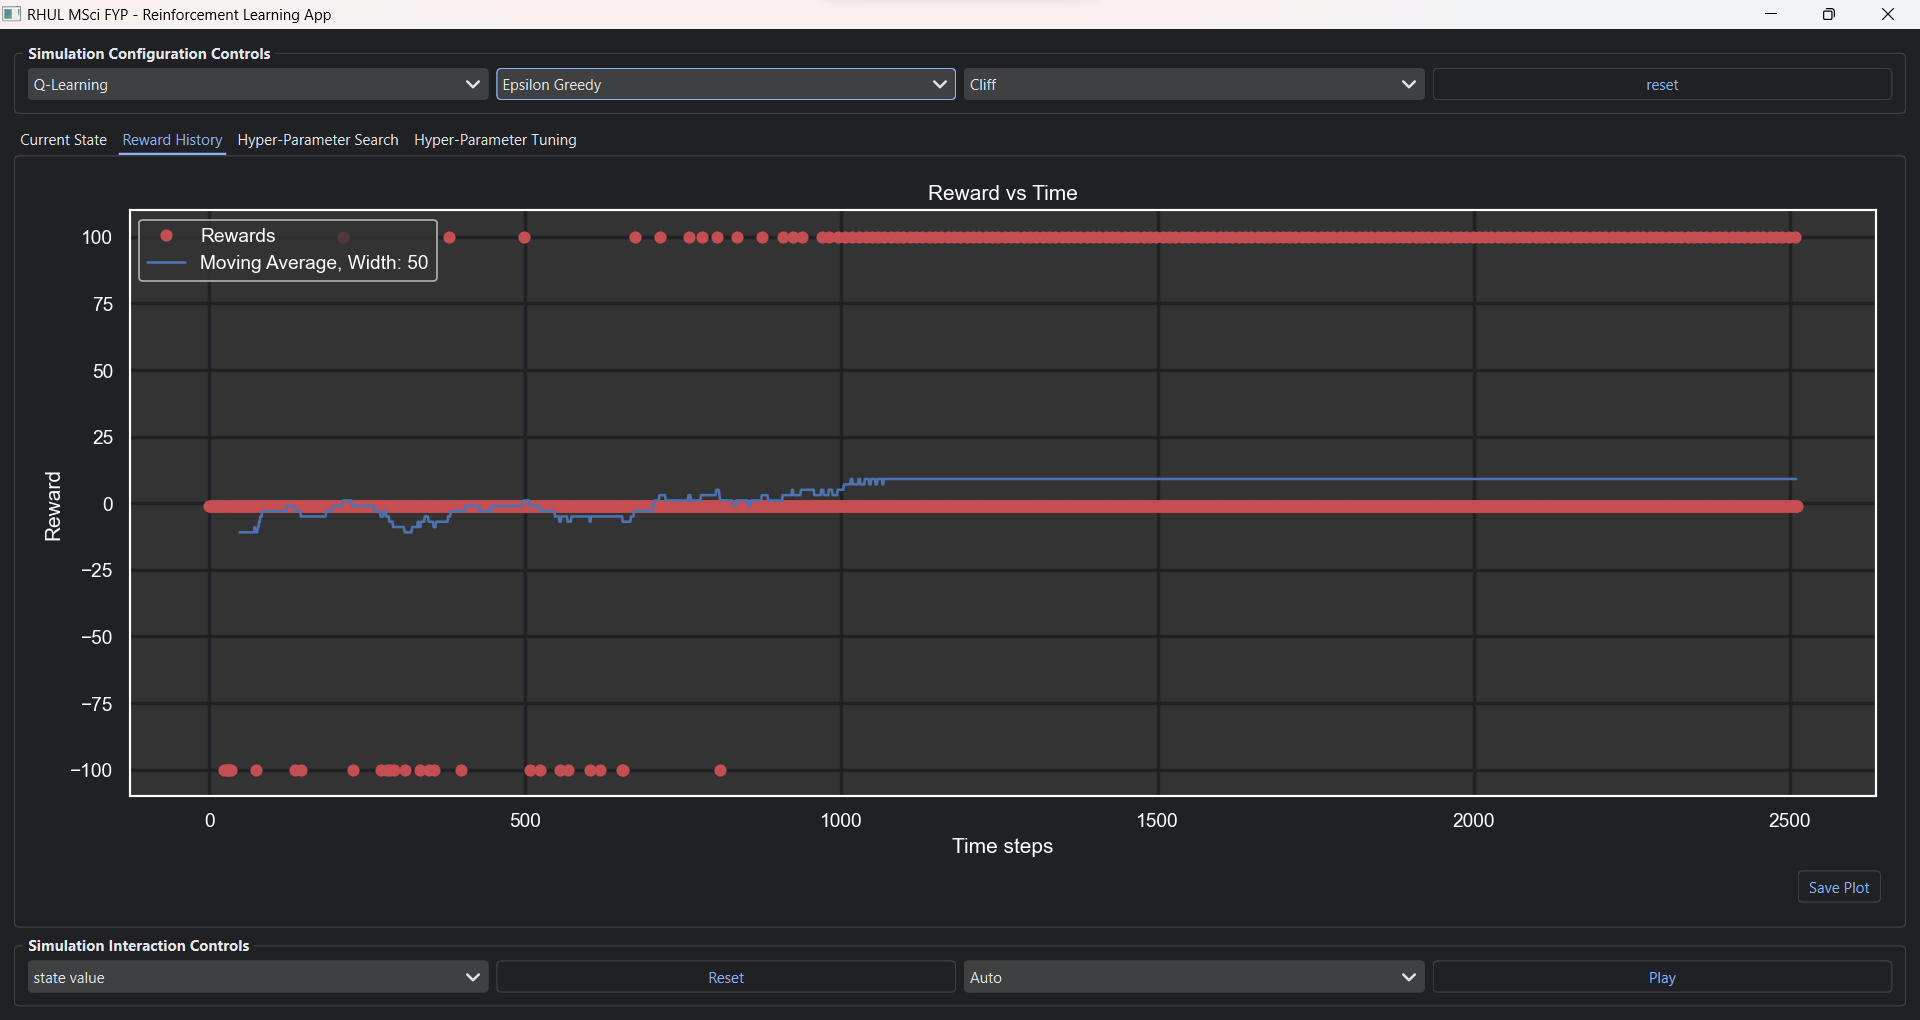 RHUL MSci FYP - Reinforcement Learning App
Simulation Configuration Controls
Q-Learning
Epsilon Greedy
Cliff
reset
Current State
Reward History
Hyper-Parameter Search
Hyper-Parameter Tuning
Reward vs Time
Rewards
Moving Average, Width: 50
100
75
50
25
0
−25
−50
−75
−100
Reward
0
500
1000
1500
2000
2500
Time steps
Save Plot
Simulation Interaction Controls
state value
Reset
Auto
Play